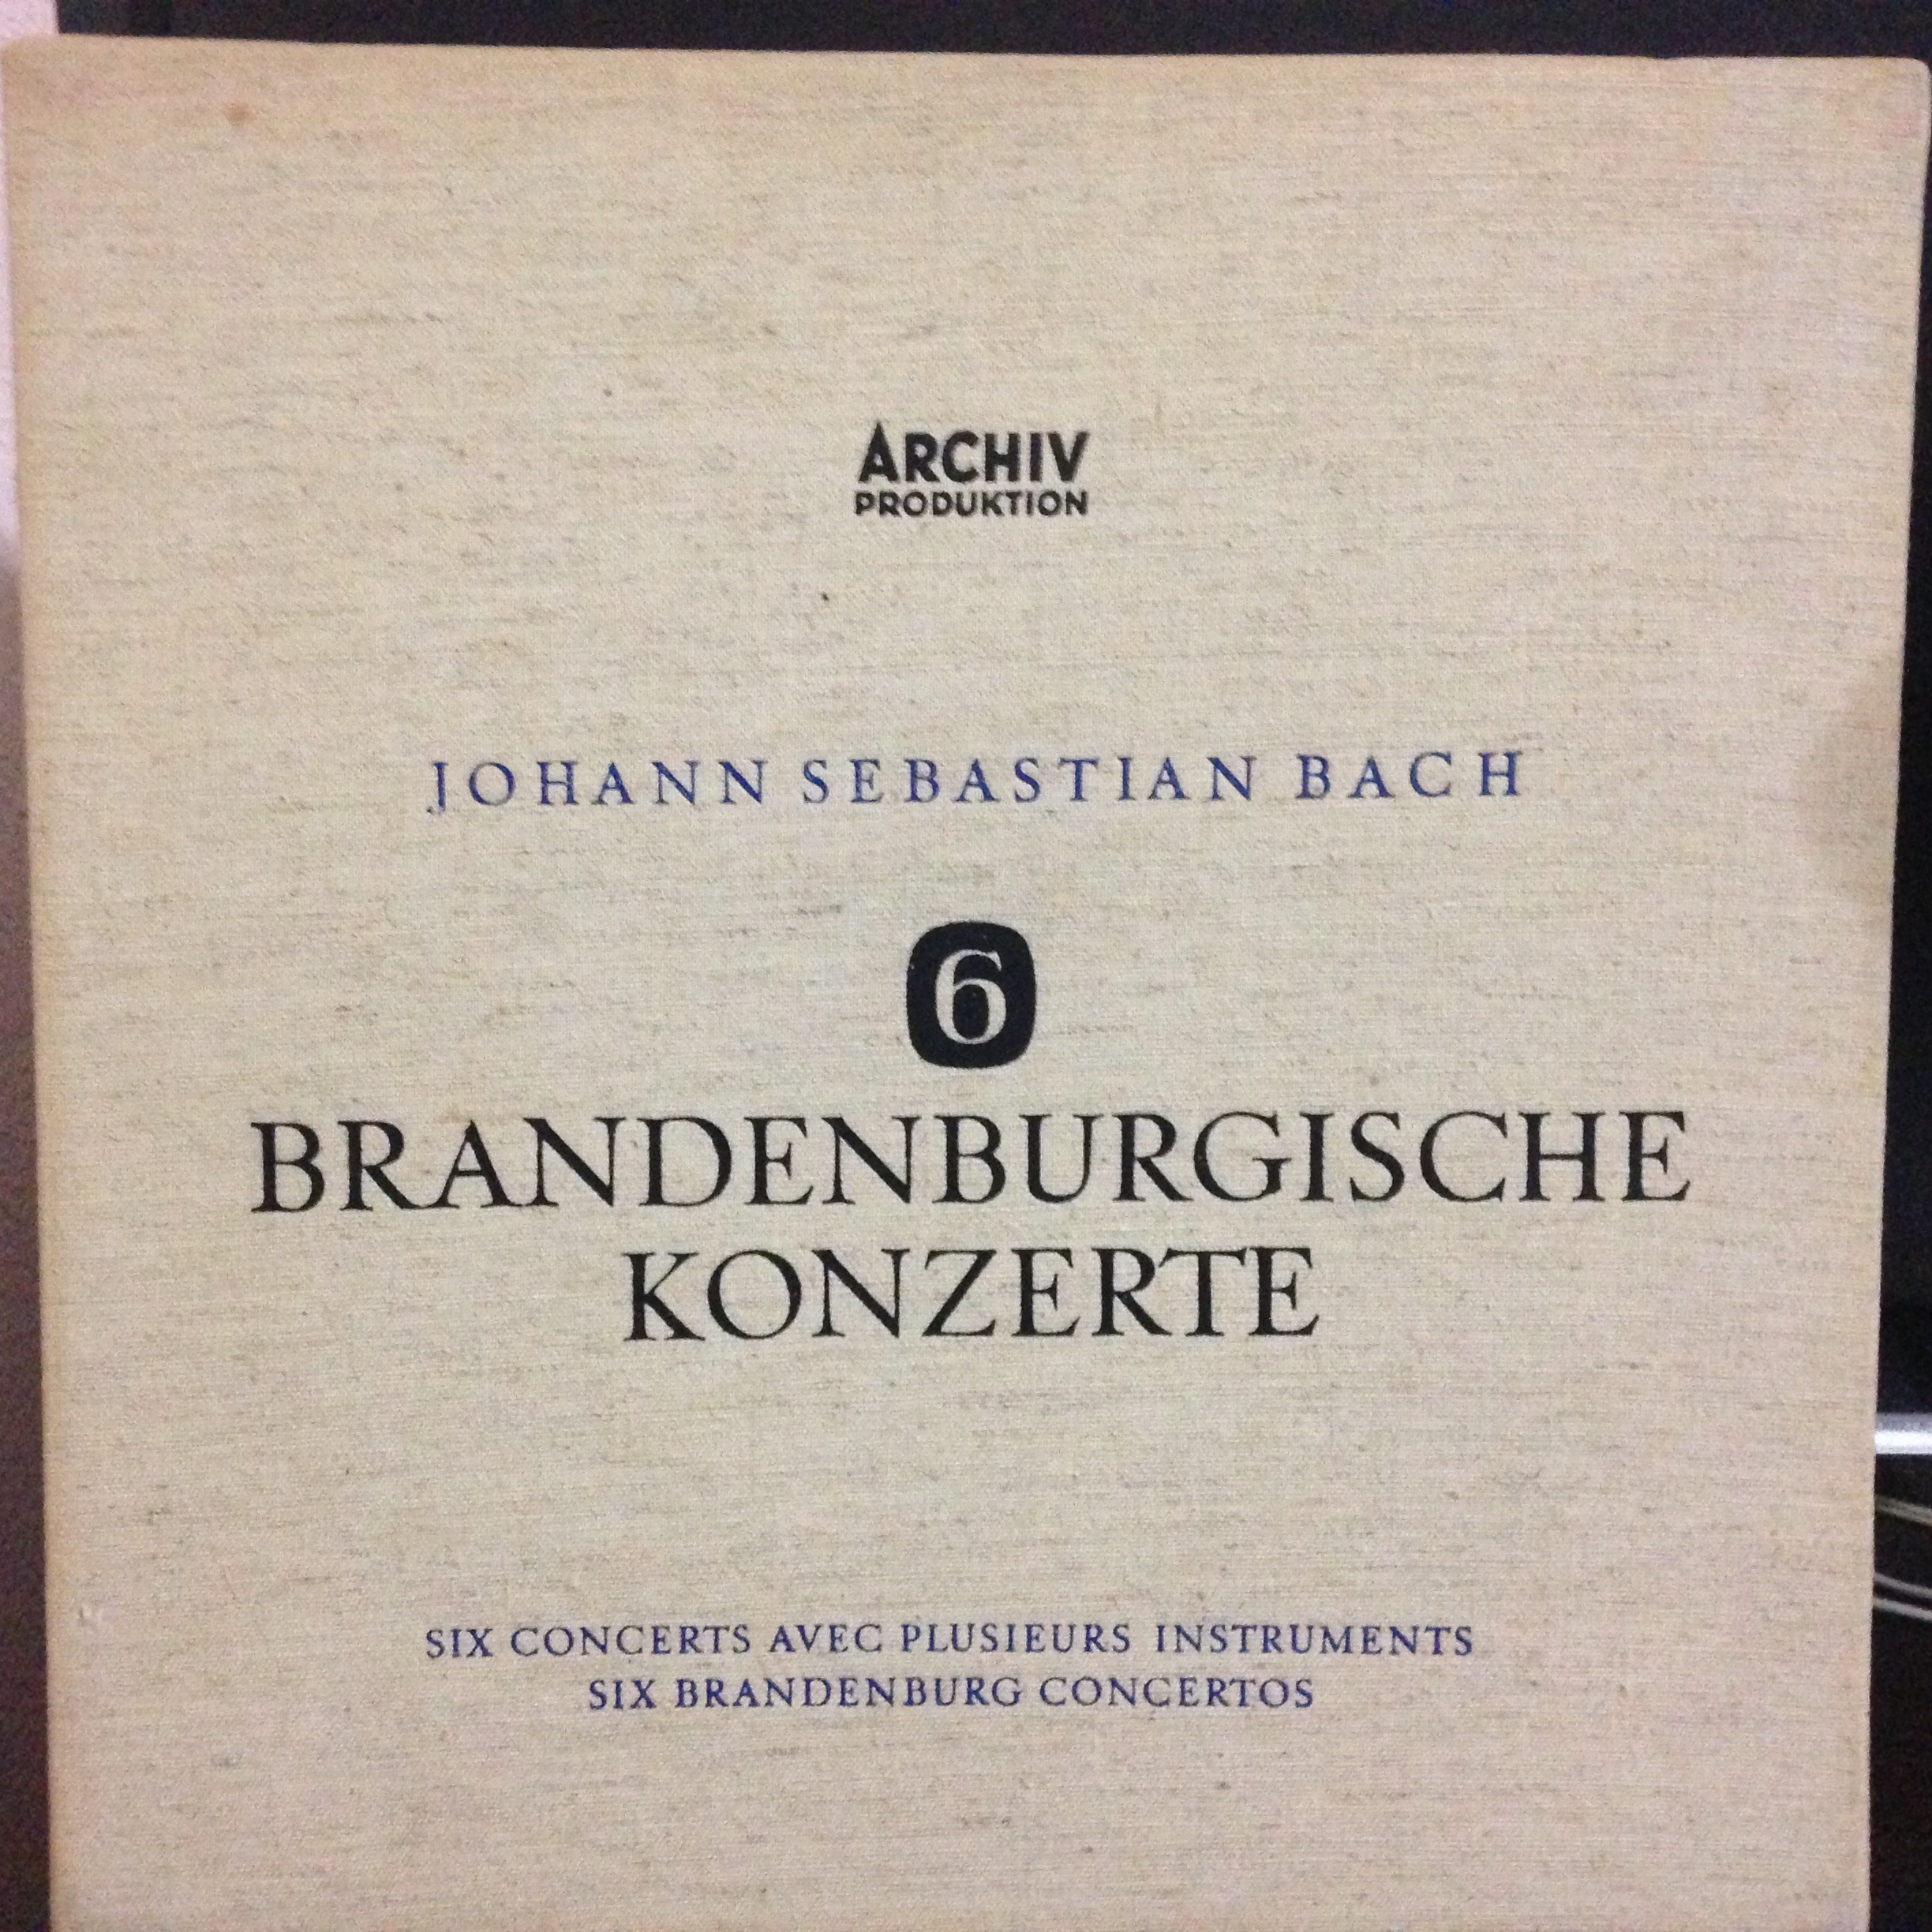 ARCHIV
PRODUKTION
JOHANN SEBASTIAN BACH
6
BRANDENBURGISCHE
KONZERTE
SIX CONCERTS AVEC PLUSIEURS INSTRUMENTS
SIX BRANDENBURG CONCERTOS